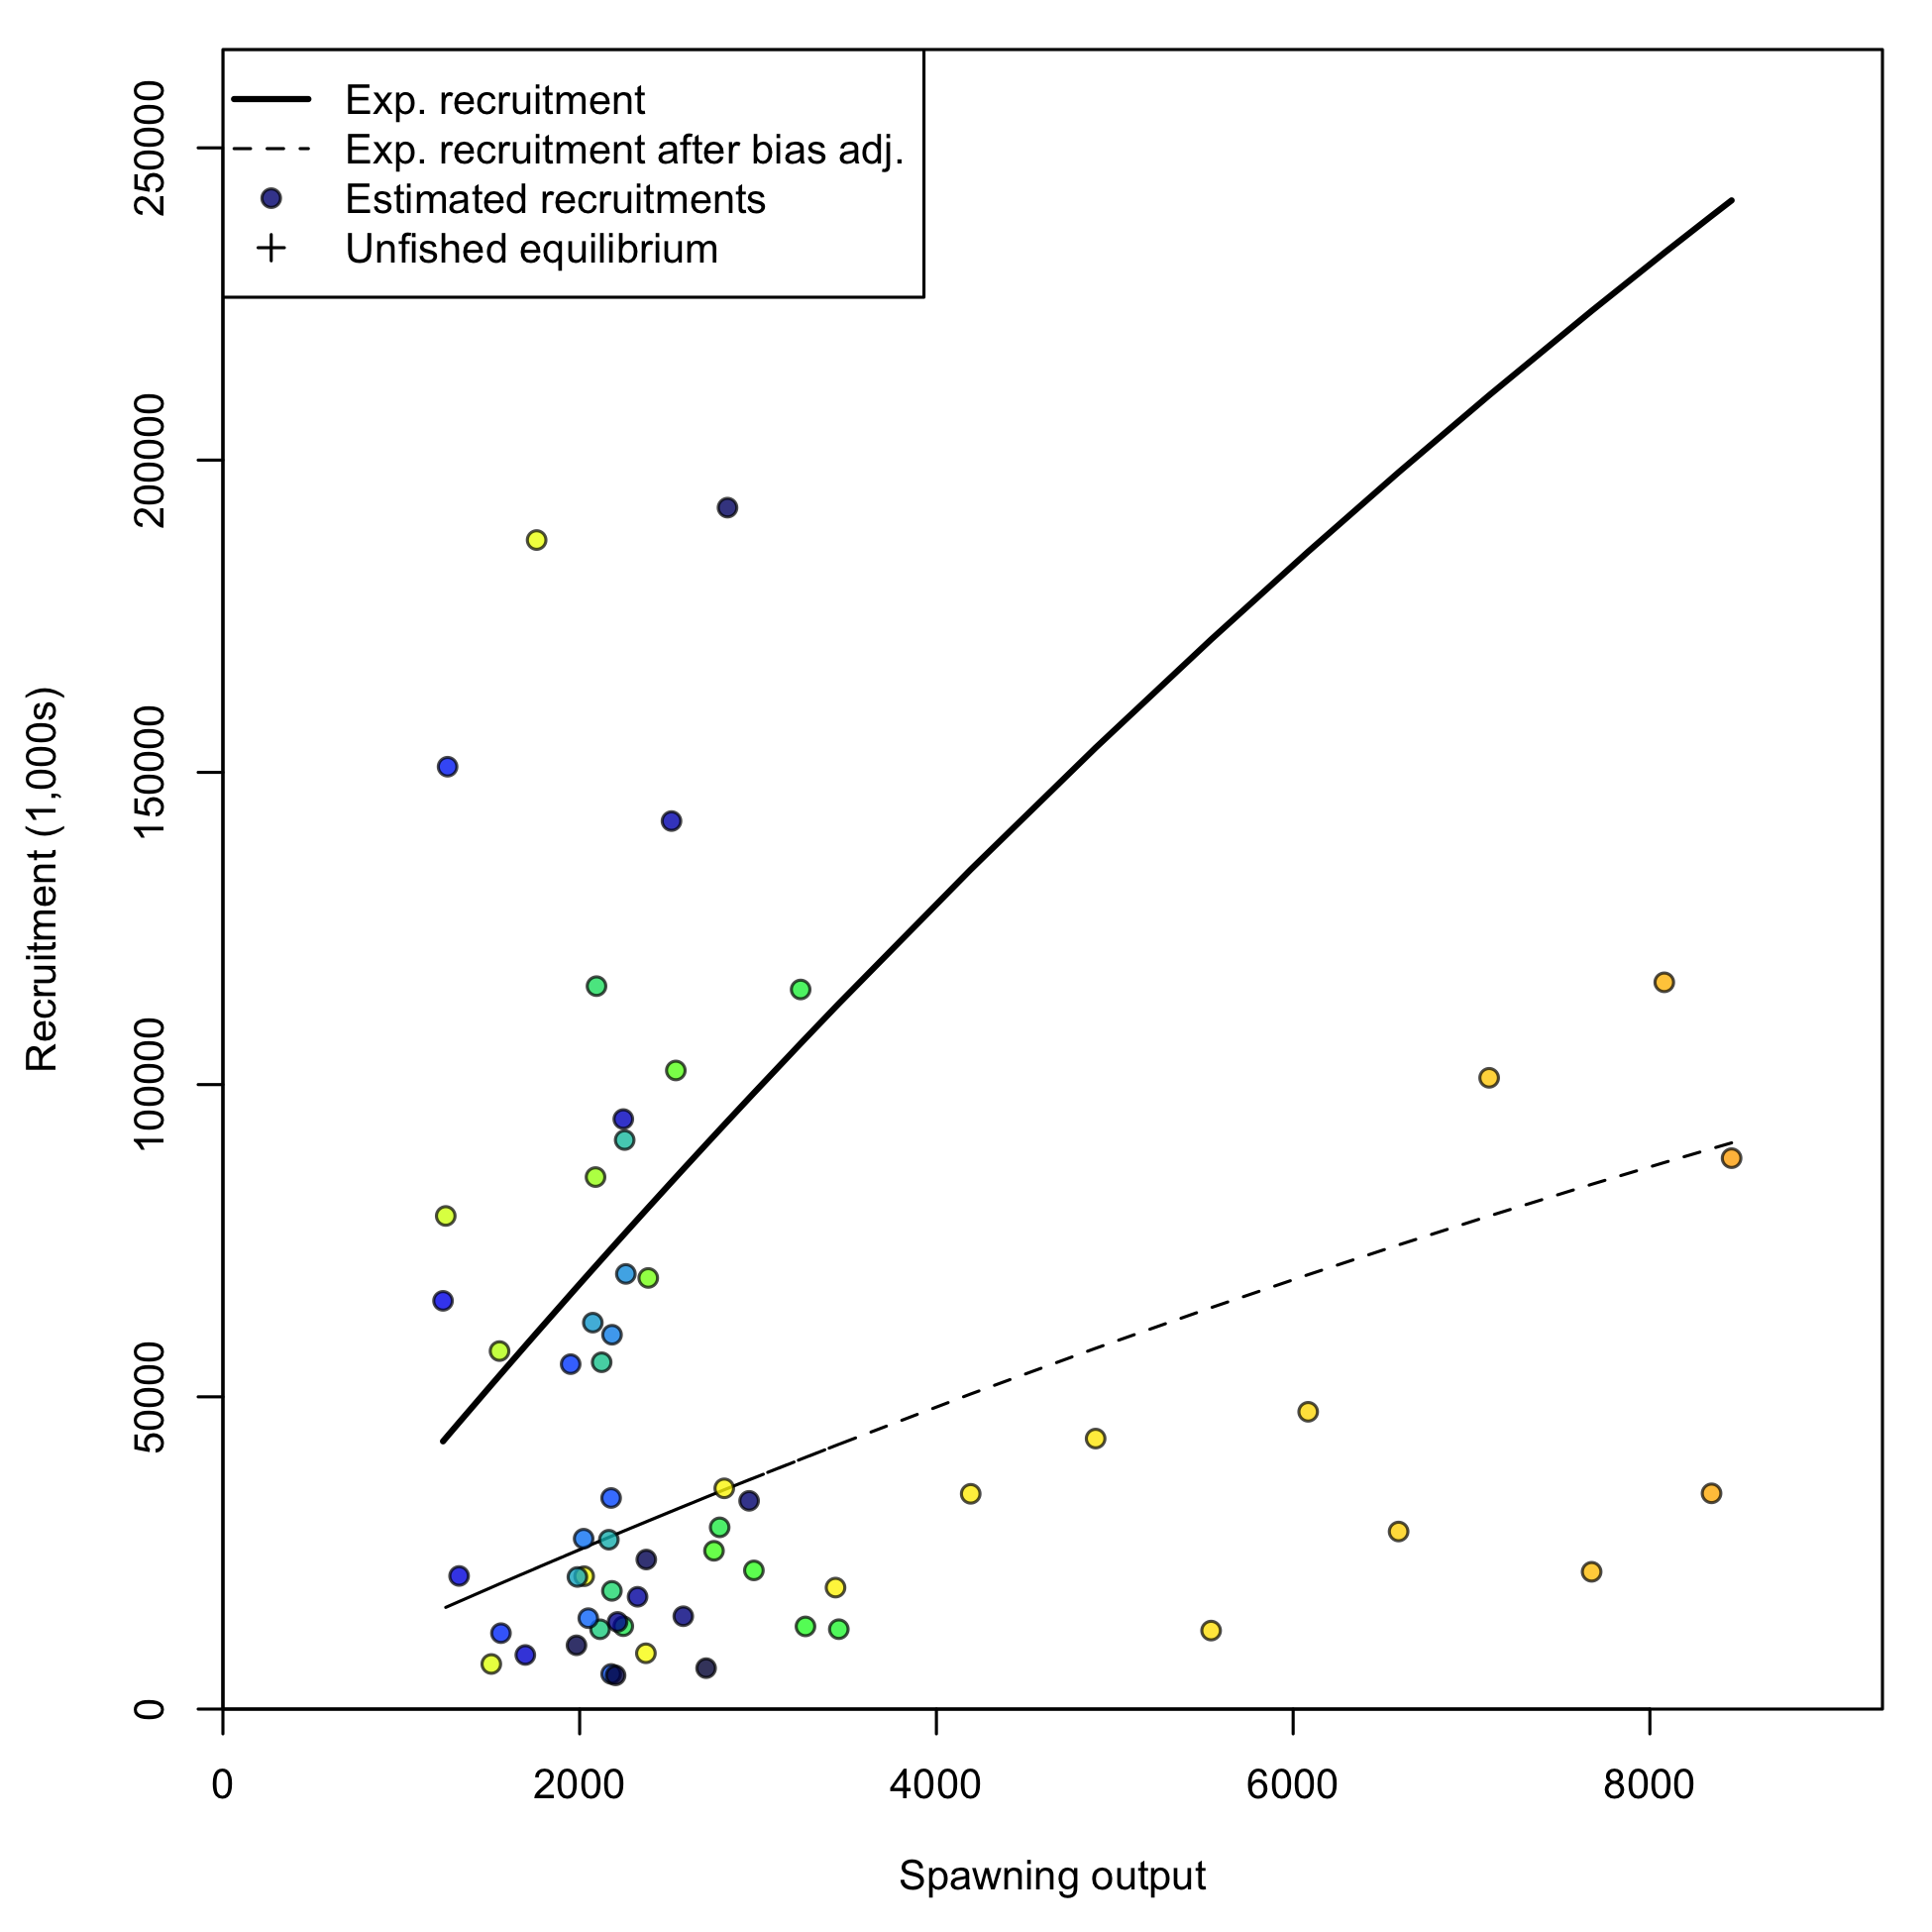 Exp. recruitment
Exp. recruitment after bias adj.
Estimated recruitments
Unfished equilibrium
250000
200000
150000
100000
50000
0
Recruitment (1,000s)
0 2000 4000 6000 8000
Spawning output